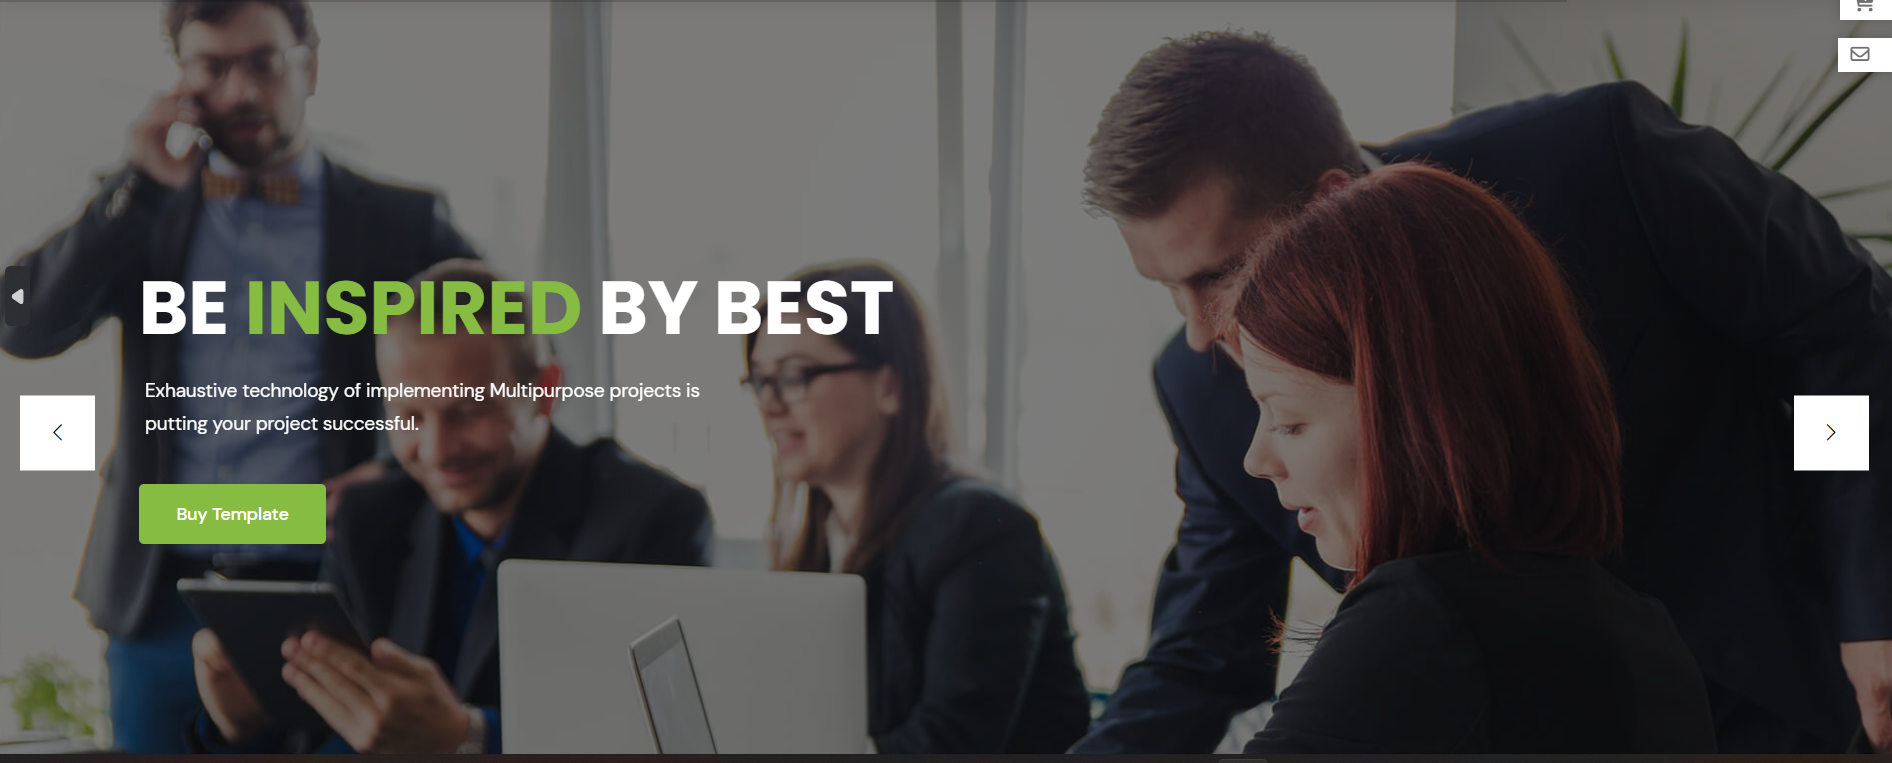 BE INSPIRED BY BEST
Exhaustive technology of implementing Multipurpose projects is
putting your project successful.
Buy Template